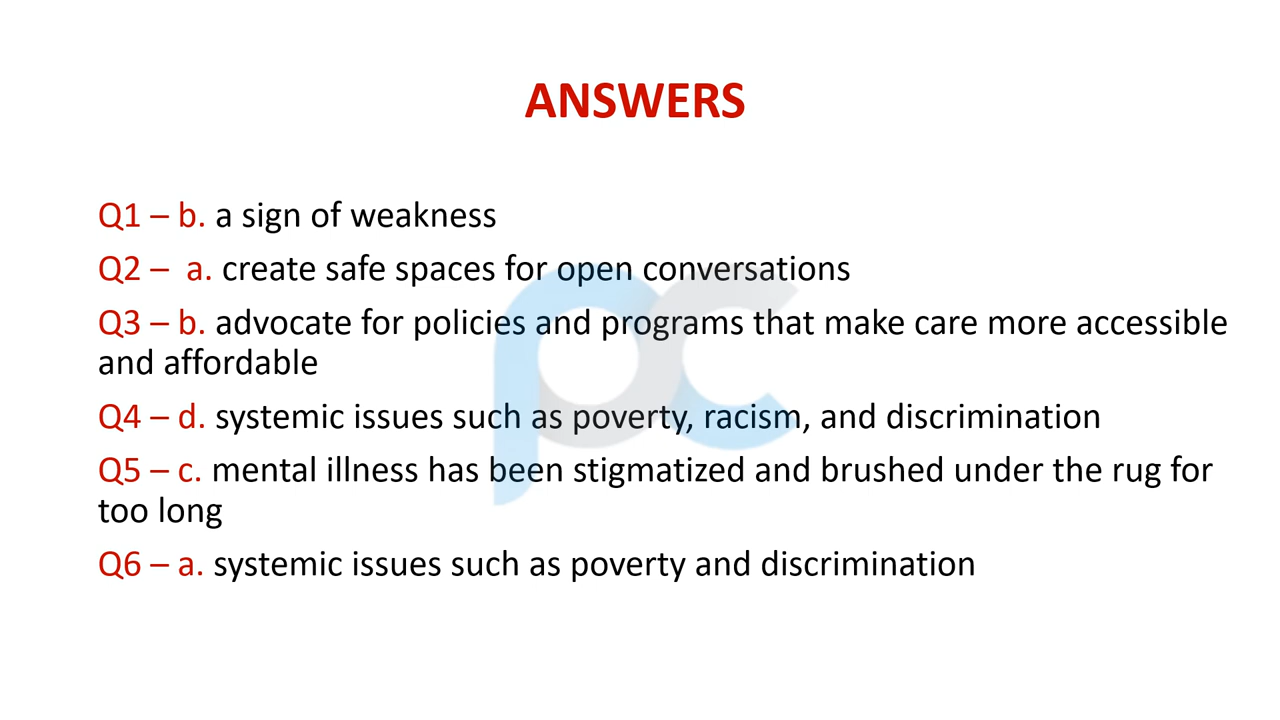 ANSWERS
Q1 – b. a sign of weakness
Q2 – a. create safe spaces for open conversations
Q3 – b. advocate for policies and programs that make care more accessible
and affordable
Q4 – d. systemic issues such as poverty, racism, and discrimination
Q5 – c. mental illness has been stigmatized and brushed under the rug for
too long
Q6 – a. systemic issues such as poverty and discrimination
pc